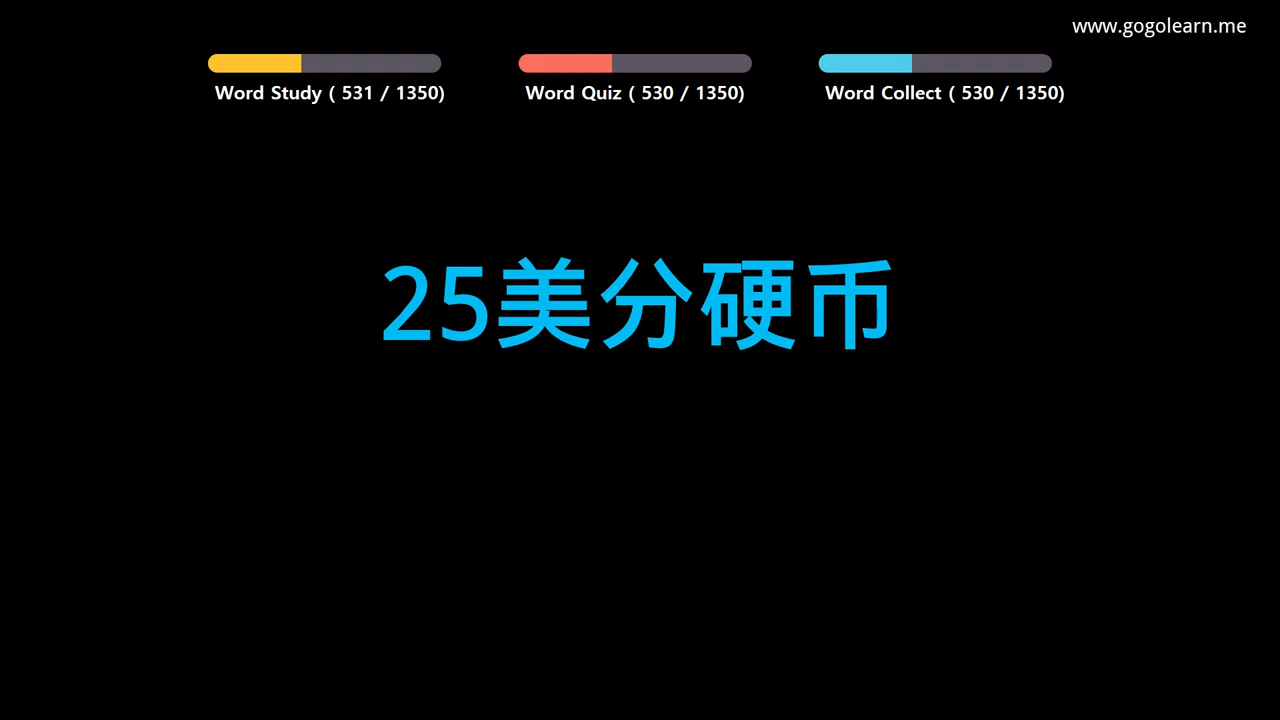 www.gogolearn.me
Word Study ( 531 / 1350)
Word Quiz ( 530 / 1350)
Word Collect ( 530 / 1350)
25美分硬币